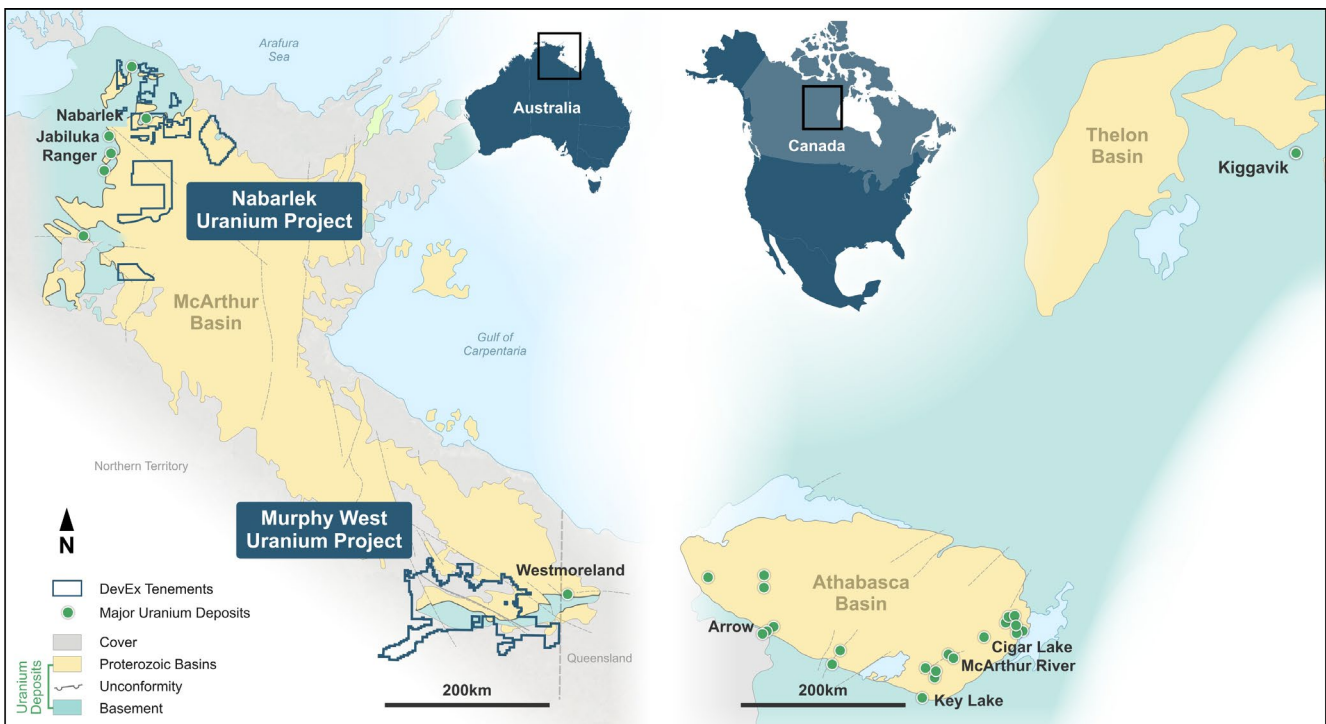 Arafura
Sea
Australia
Canada
Thelon
Basin
Kiggavik
Nabarlek
Jabiluka
Ranger
Nabarlek
Uranium Project
McArthur
Basin
Gulf of
Carpentaria
Northern Territory
Murphy West
Uranium Project
Westmoreland
Queensland
200km
N
DevEx Tenements
Major Uranium Deposits
Cover
Proterozoic Basins
Unconformity
Basement
Uranium
Deposits
Athabasca
Basin
Arrow
Cigar Lake
McArthur River
Key Lake
200km